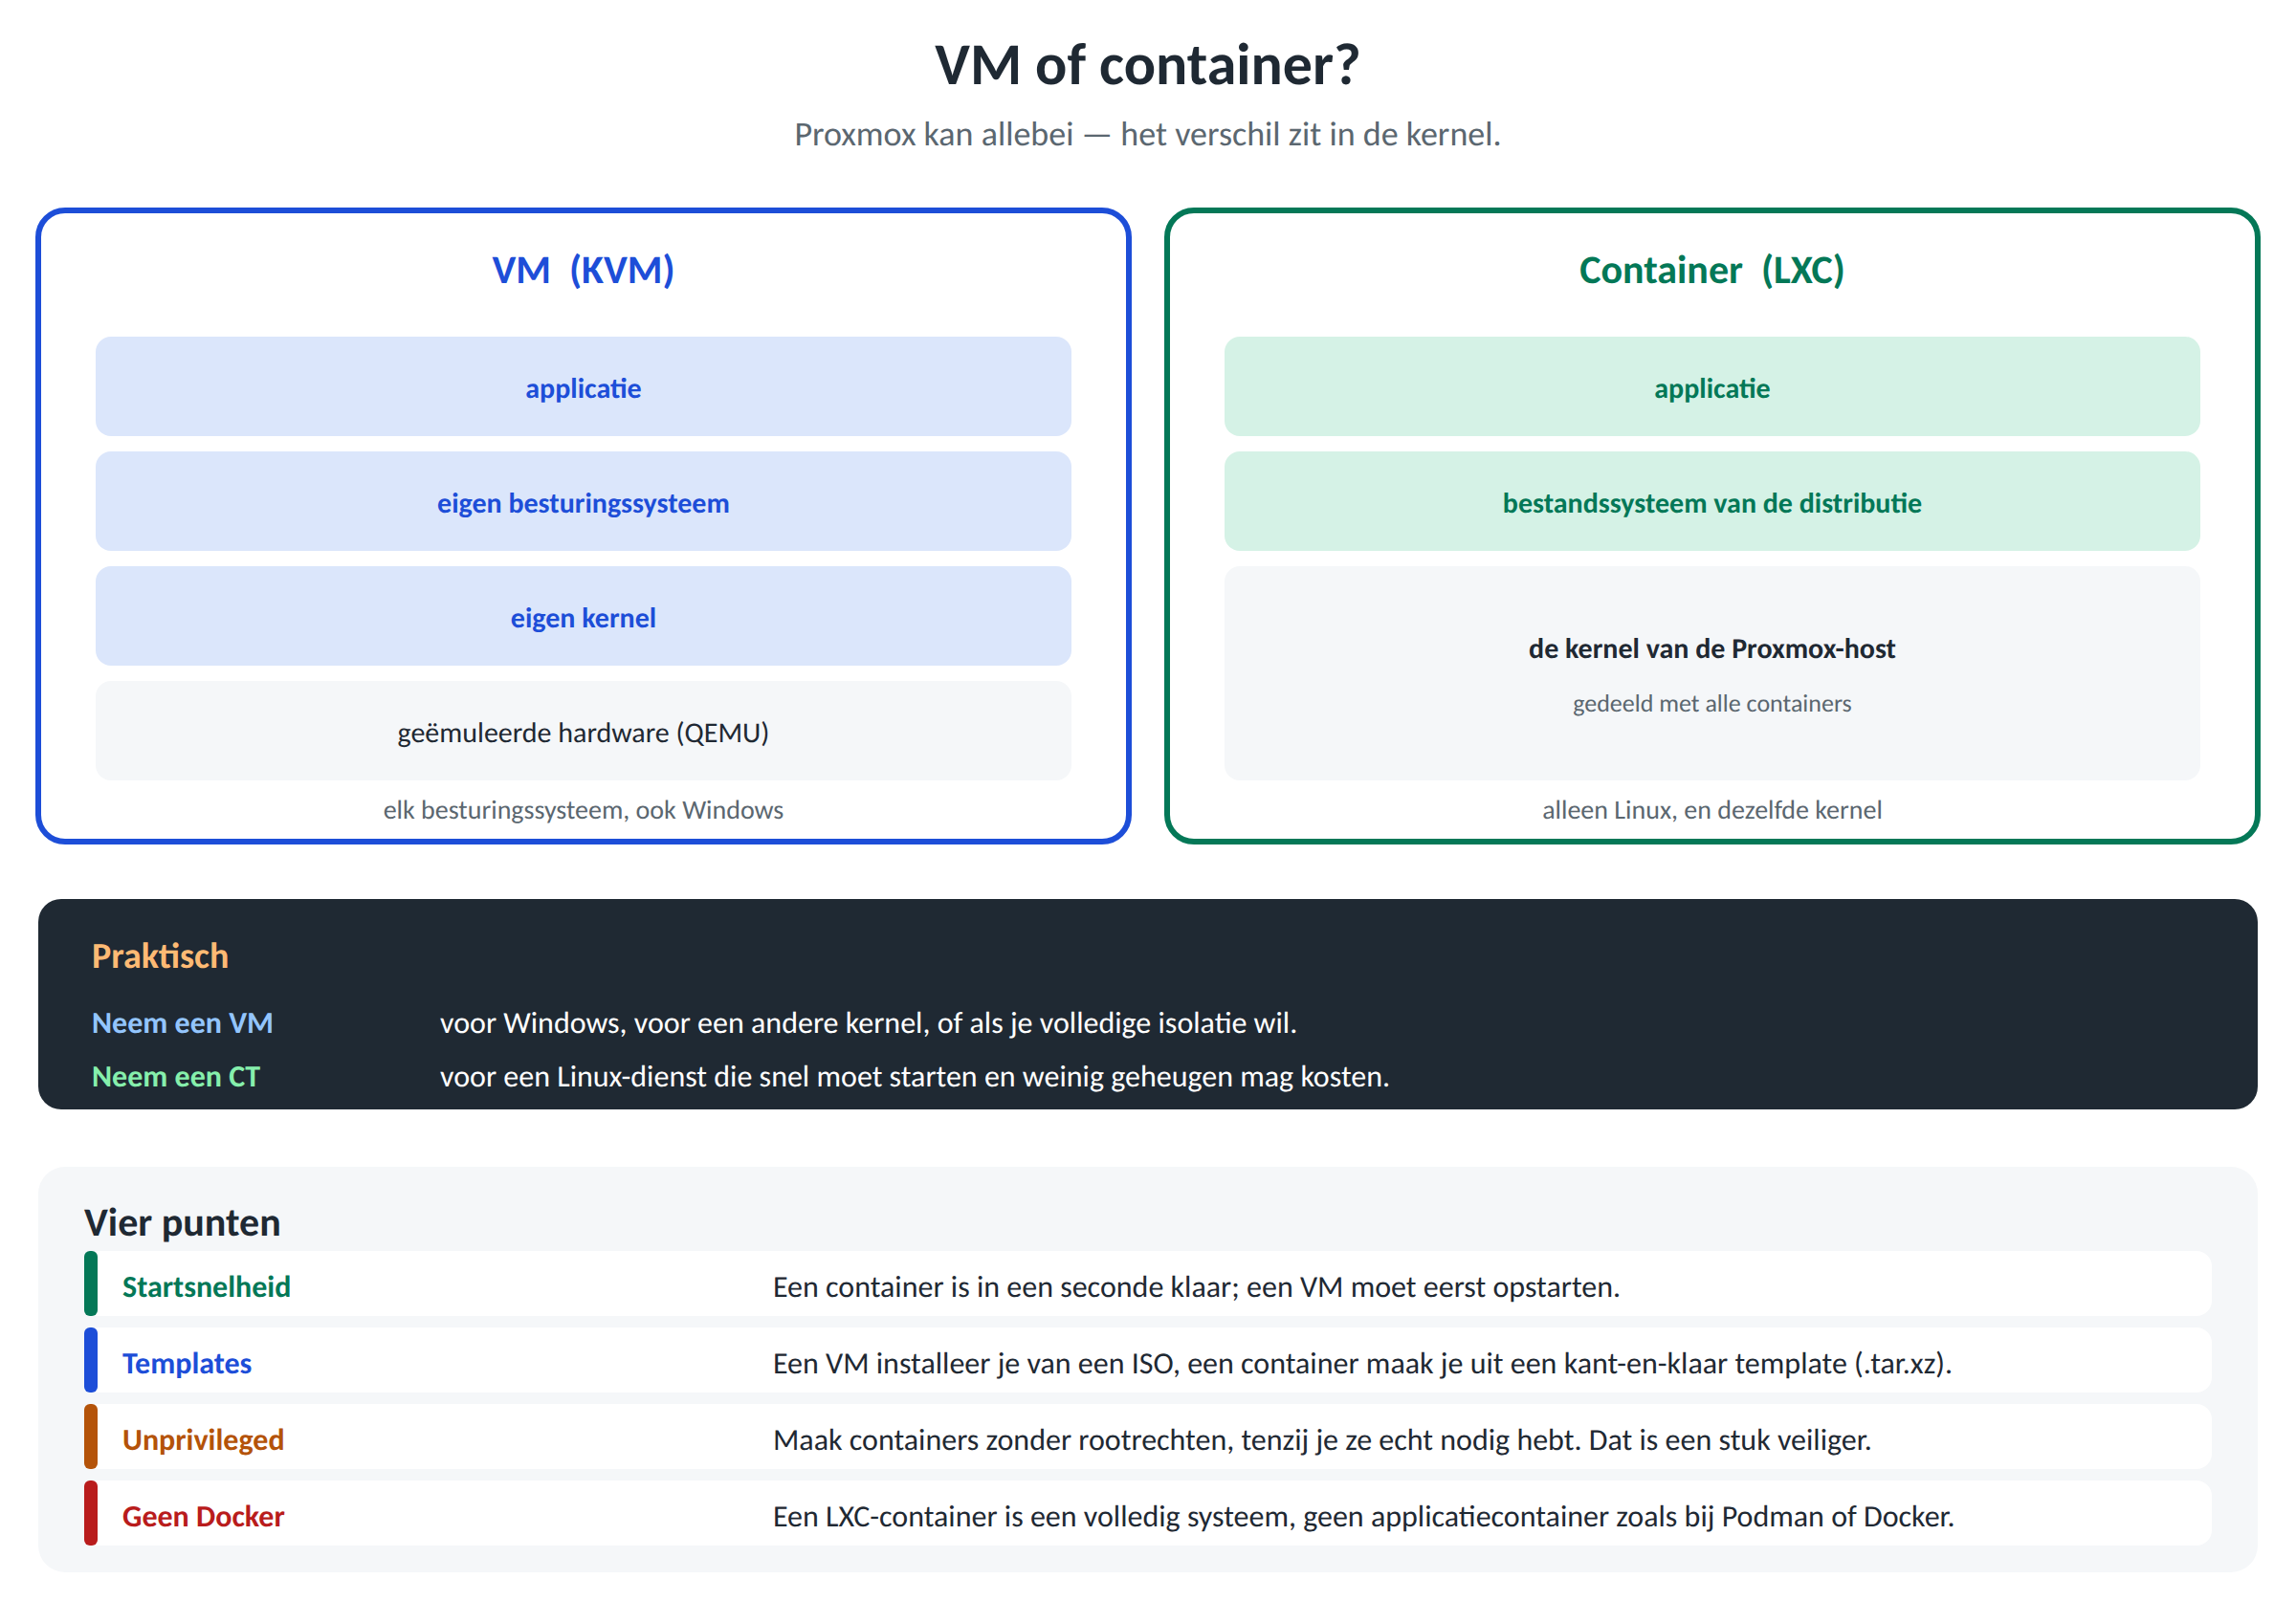 VM of container?
Proxmox kan allebei — het verschil zit in de kernel.
VM (KVM)
applicatie
eigen besturingssysteem
eigen kernel
geëmuleerde hardware (QEMU)
elk besturingssysteem, ook Windows
Container (LXC)
applicatie
bestandssysteem van de distributie
de kernel van de Proxmox-host
gedeeld met alle containers
alleen Linux, en dezelfde kernel
Praktisch
Neem een VM voor Windows, voor een andere kernel, of als je volledige isolatie wil.
Neem een CT voor een Linux-dienst die snel moet starten en weinig geheugen mag kosten.
Vier punten
Startsnelheid Een container is in een seconde klaar; een VM moet eerst opstarten.
Templates Een VM installeer je van een ISO, een container maak je uit een kant-en-klaar template (.tar.xz).
Unprivileged Maak containers zonder rootrechten, tenzij je ze echt nodig hebt. Dat is een stuk veiliger.
Geen Docker Een LXC-container is een volledig systeem, geen applicatiecontainer zoals bij Podman of Docker.